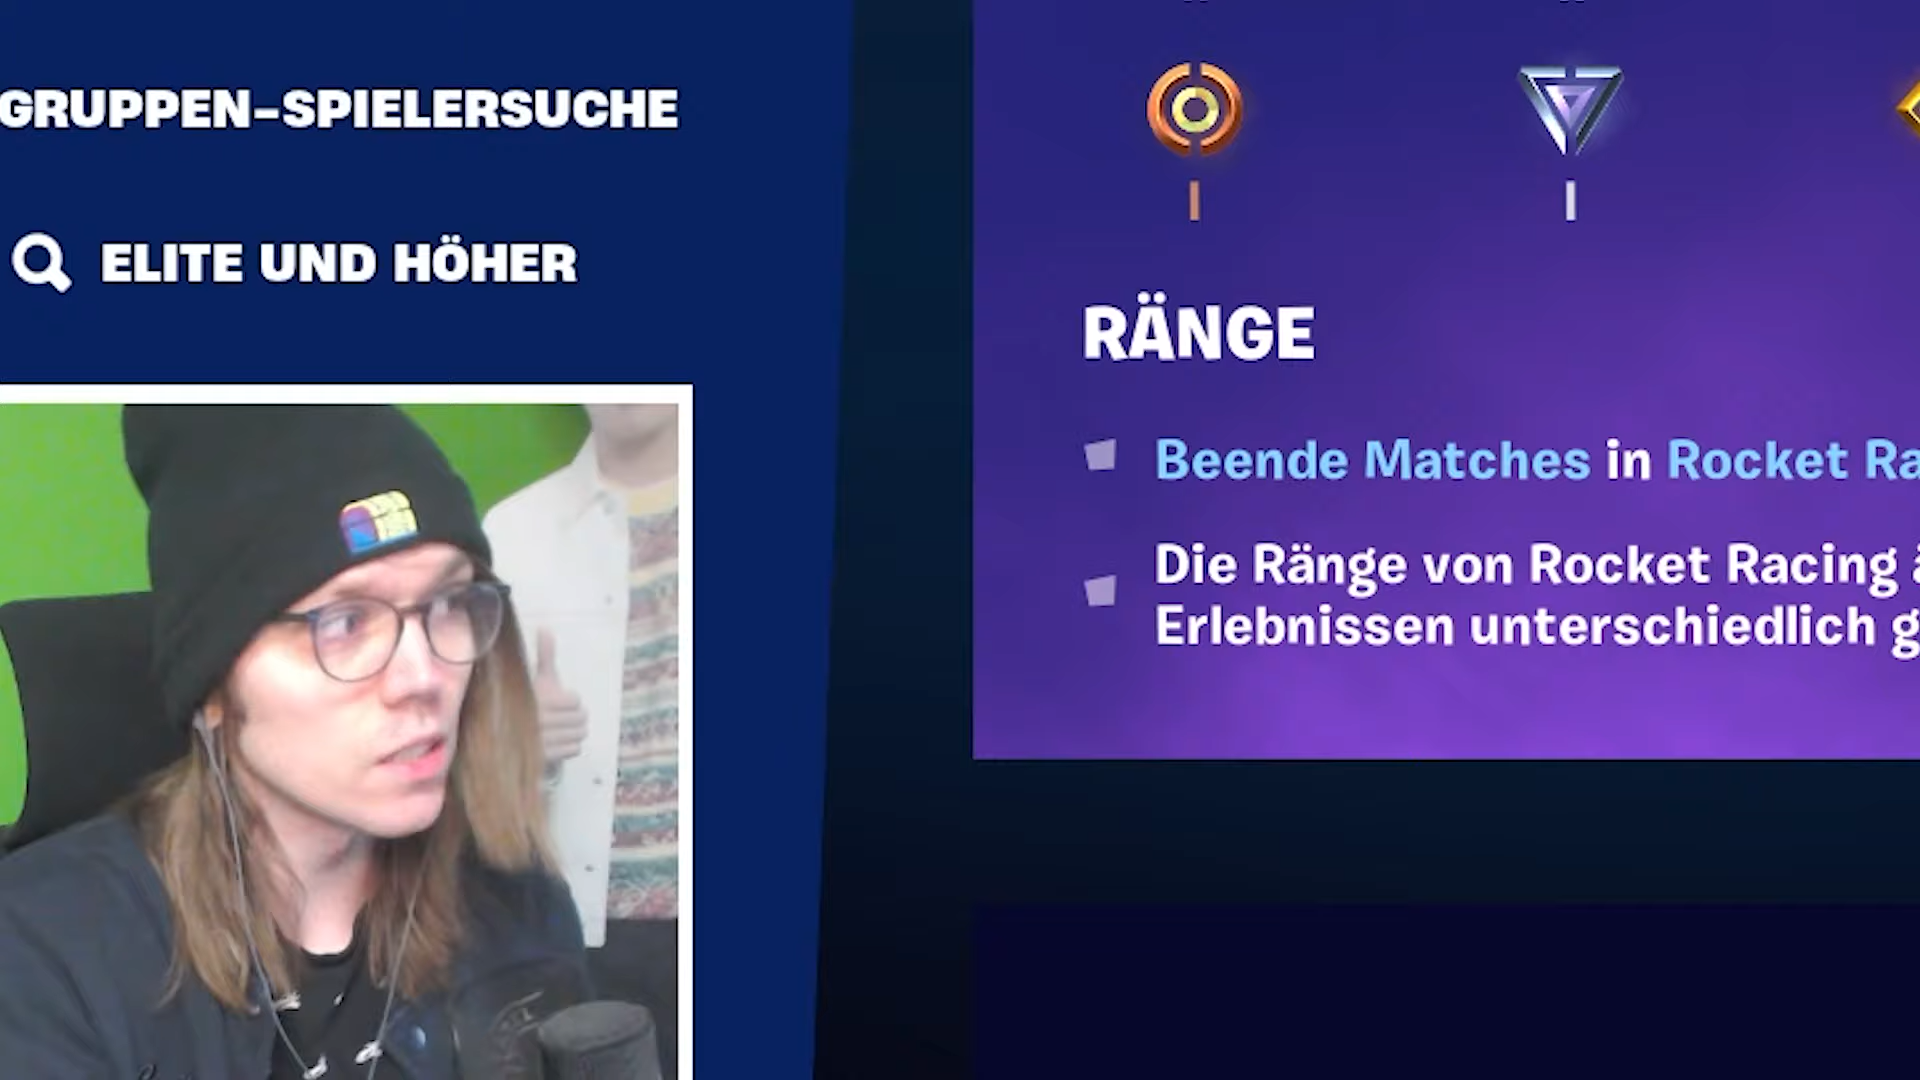 GRUPPEN-SPIELERSUCHE
ELITE UND HÖHER
I
I
RÄNGE
Beende Matches in Rocket
Die Ränge von Rocket Racing
Erlebnissen unterschiedlich